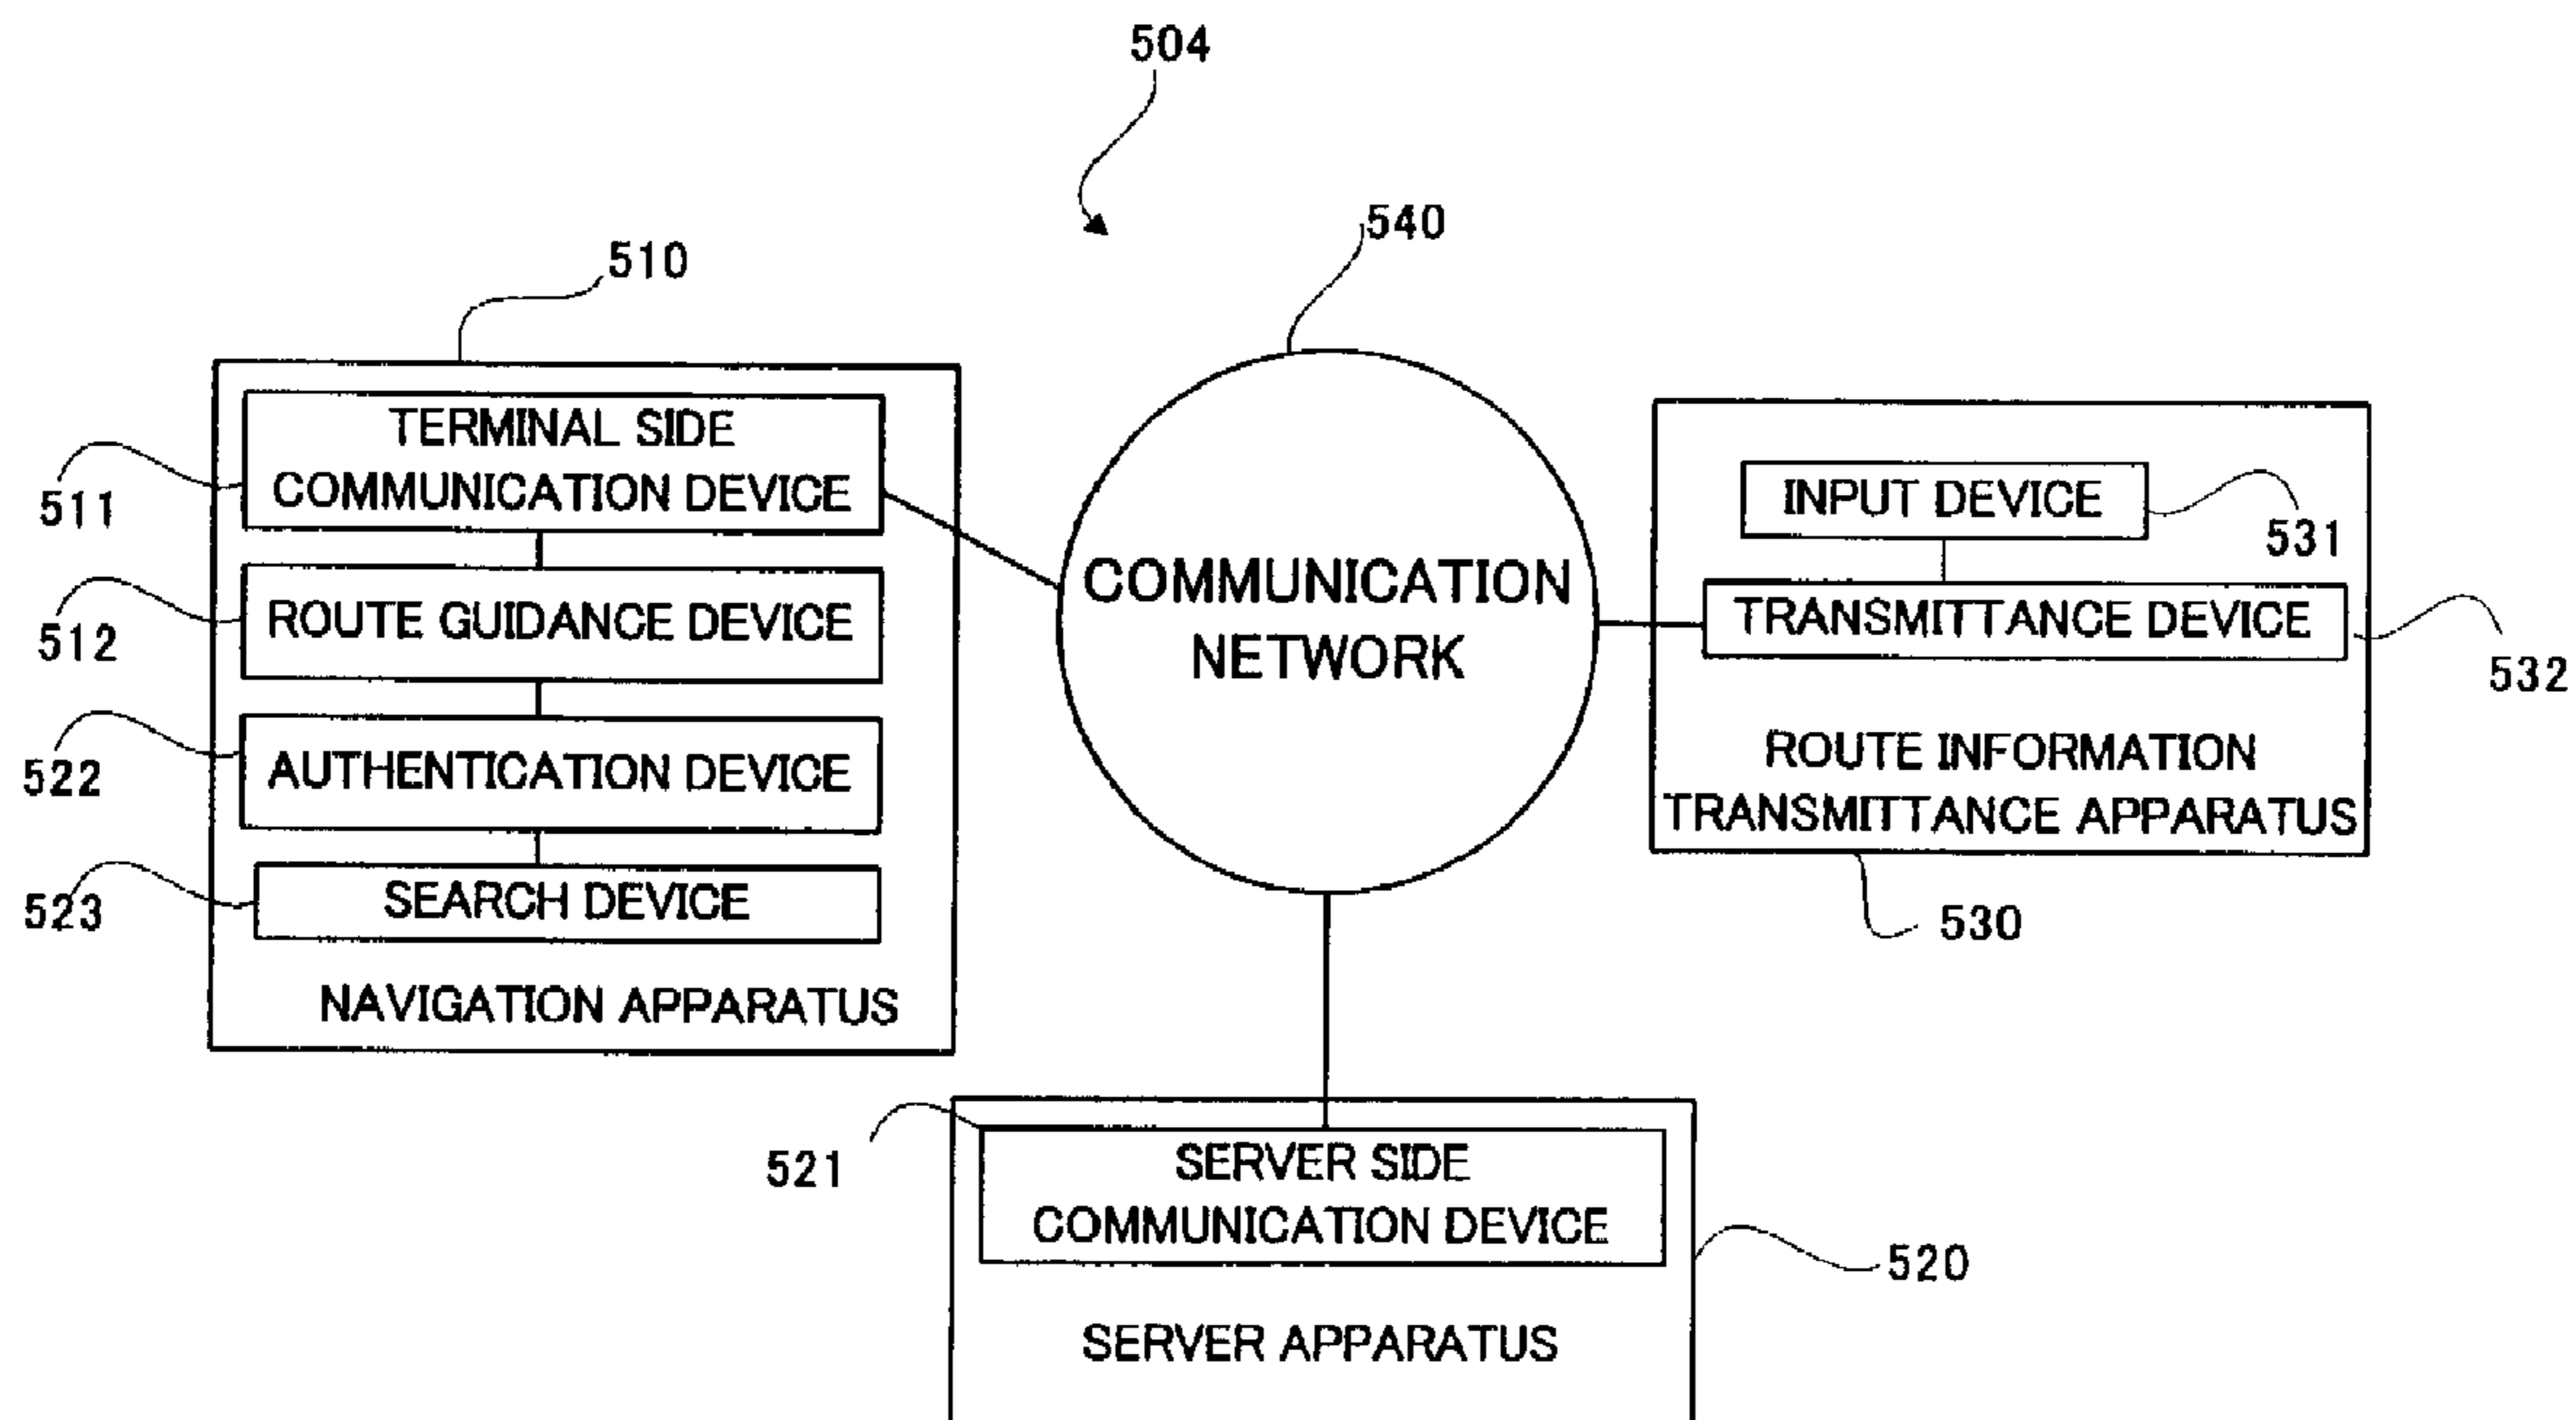 504
540
510
TERMINAL SIDE
COMMUNICATION DEVICE
511
ROUTE GUIDANCE DEVICE
512
AUTHENTICATION DEVICE
522
SEARCH DEVICE
523
NAVIGATION APPARATUS
COMMUNICATION
NETWORK
INPUT DEVICE
531
TRANSMITTANCE DEVICE
532
ROUTE INFORMATION
TRANSMITTANCE APPARATUS
530
521
SERVER SIDE
COMMUNICATION DEVICE
520
SERVER APPARATUS